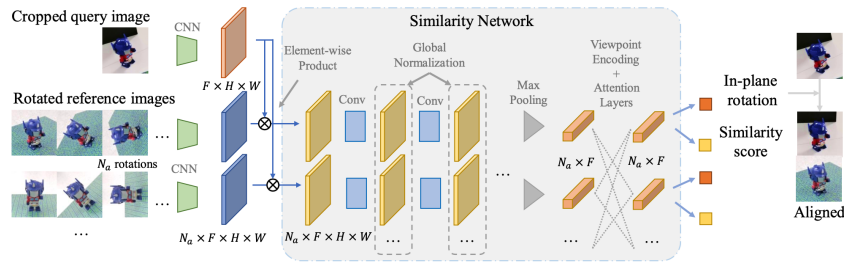 Cropped query image
CNN
F × H × W
Rotated reference images
...
N_a rotations
CNN
...
N_a × F × H × W
Similarity Network
Element-wise
Product
Global
Normalization
Viewpoint
Encoding
+
Attention
Layers
Conv
Conv
Max
Pooling
N_a × F × H × W
...
...
...
N_a × F
N_a × F
...
...
In-plane
rotation
Similarity
score
Aligned